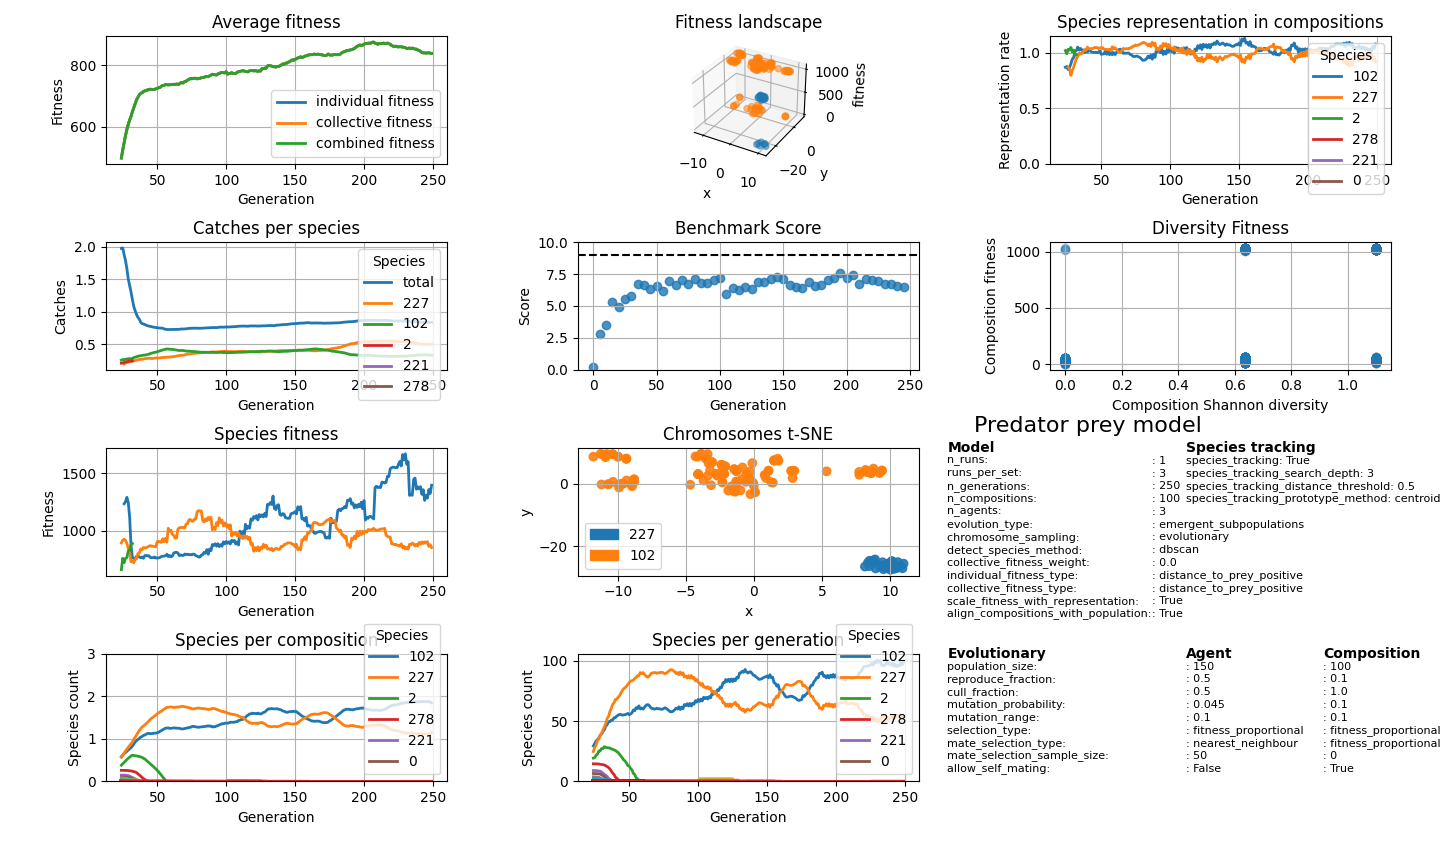 Average fitness
Fitness
800
600
individual fitness
collective fitness
combined fitness
50 100 150 200 250
Generation
Fitness landscape
1000
500
0
fitness
−10 0 10
x
−20 0
y
Species representation in compositions
Representation rate
1.0
0.5
0.0
Species
102
227
2
278
221
0
50 100 150 200 250
Generation
Catches per species
Catches
2.0
1.5
1.0
0.5
Species
total
227
102
2
221
278
50 100 150 200 250
Generation
Benchmark Score
Score
10.0
7.5
5.0
2.5
0.0
0 50 100 150 200 250
Generation
Diversity Fitness
Composition fitness
1000
500
0
0.0 0.2 0.4 0.6 0.8 1.0
Composition Shannon diversity
Species fitness
Fitness
1500
1000
50 100 150 200 250
Generation
Chromosomes t-SNE
y
0
−20
227
102
−10 −5 0 5 10
x
Predator prey model
Model
n_runs: : 1
runs_per_set: : 3
n_generations: : 250
n_compositions: : 100
n_agents: : 3
evolution_type: : emergent_subpopulations
chromosome_sampling: : evolutionary
detect_species_method: : dbscan
collective_fitness_weight: : 0.0
individual_fitness_type: : distance_to_prey_positive
collective_fitness_type: : distance_to_prey_positive
scale_fitness_with_representation: : True
align_compositions_with_population: : True
Species tracking
species_tracking: True
species_tracking_search_depth: 3
species_tracking_distance_threshold: 0.5
species_tracking_prototype_method: centroid
Species per composition
Species count
3
2
1
0
Species
102
227
2
278
221
0
50 100 150 200 250
Generation
Species per generation
Species count
100
50
0
Species
102
227
2
278
221
0
50 100 150 200 250
Generation
Evolutionary Agent Composition
population_size: : 150 : 100
reproduce_fraction: : 0.5 : 0.1
cull_fraction: : 0.5 : 1.0
mutation_probability: : 0.045 : 0.1
mutation_range: : 0.1 : 0.1
selection_type: : fitness_proportional : fitness_proportional
mate_selection_type: : nearest_neighbour : fitness_proportional
mate_selection_sample_size: : 50 : 0
allow_self_mating: : False : True